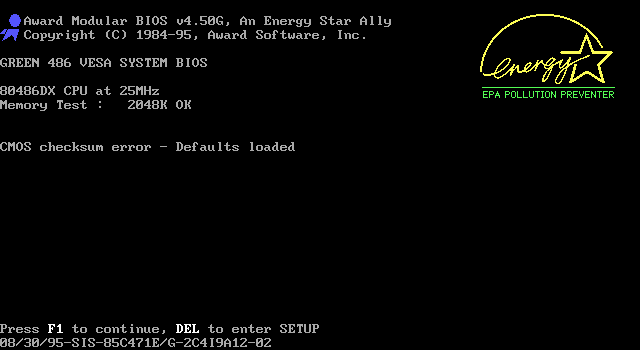 Award Modular BIOS v4.50G, An Energy Star Ally
Copyright (C) 1984-95, Award Software, Inc.
energy
EPA POLLUTION PREVENTER
GREEN 486 VESA SYSTEM BIOS
80486DX CPU at 25MHz
Memory Test :   2048K OK
CMOS checksum error - Defaults loaded
Press F1 to continue, DEL to enter SETUP
08/30/95-SIS-85C471E/G-2C4I9A12-02